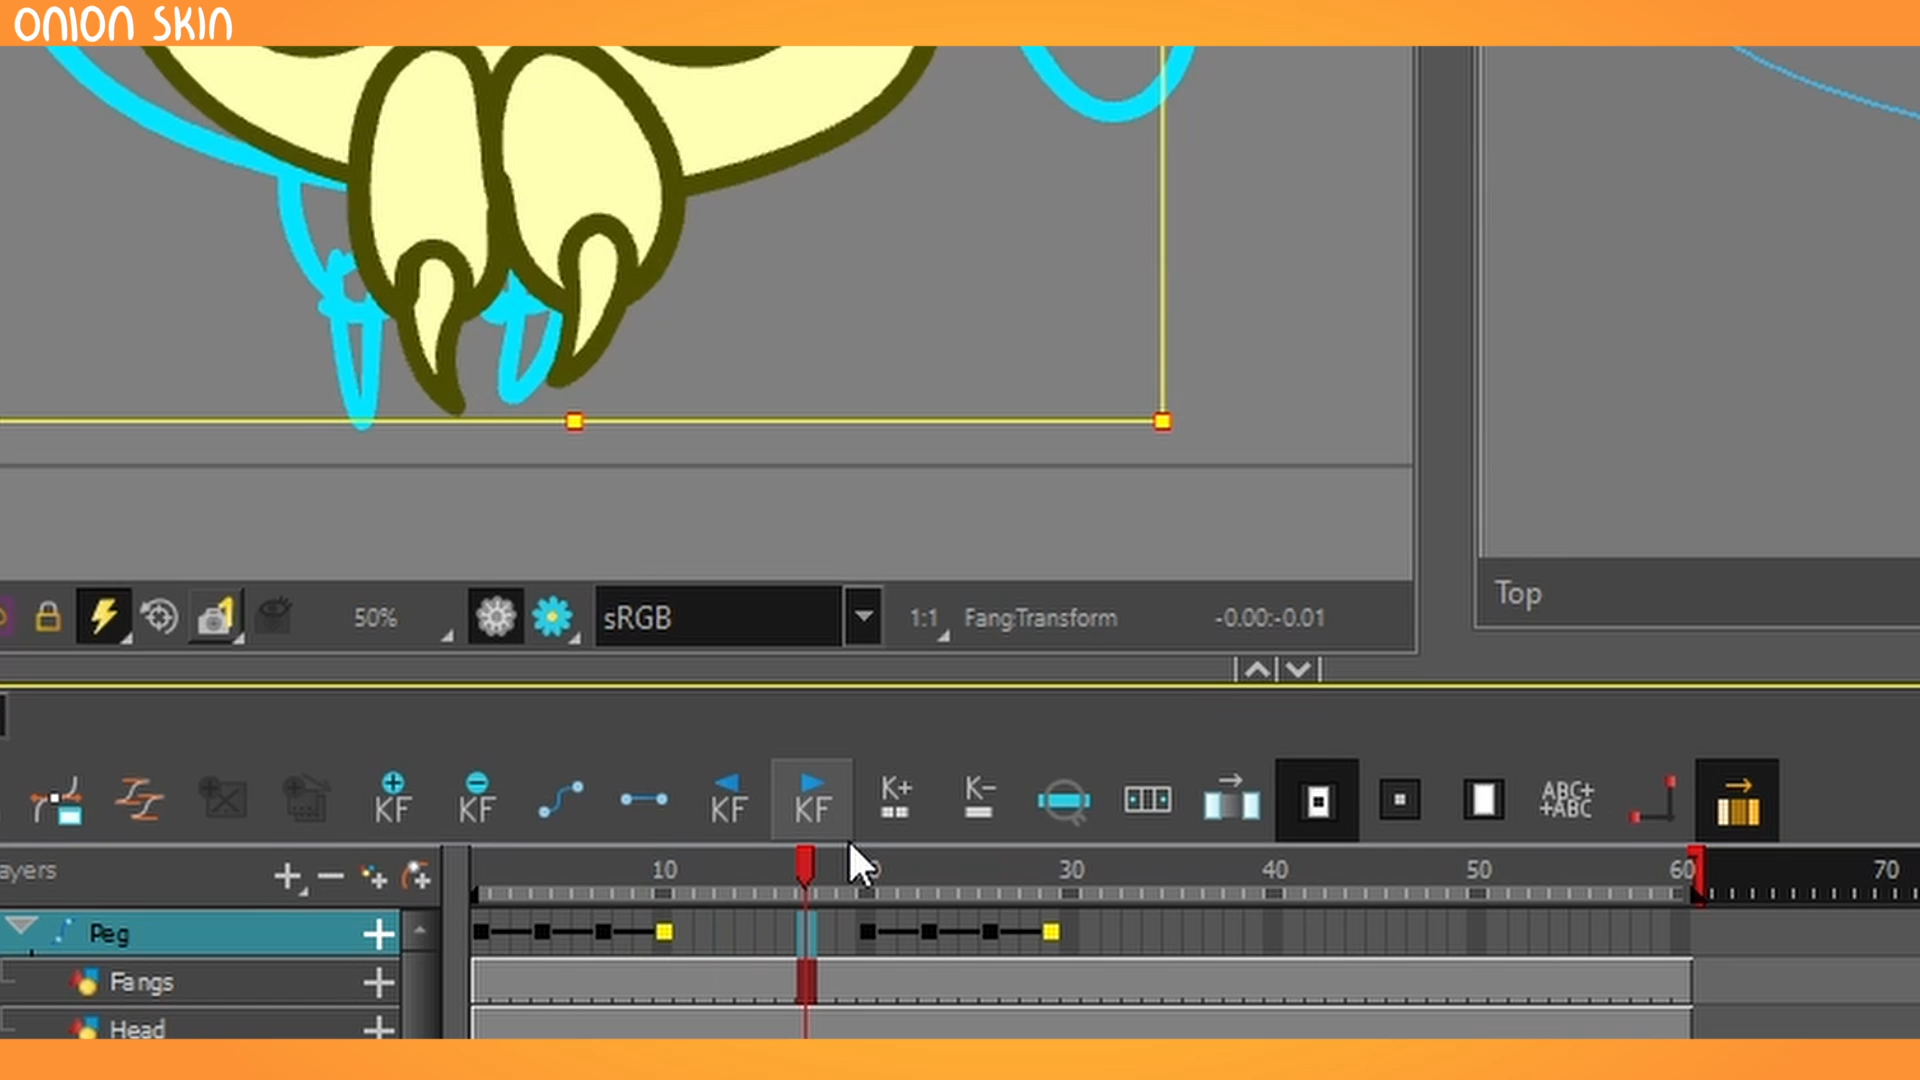 ONION SKIN
50%
sRGB
1:1
Fang:Transform
-0.00:-0.01
Top
KF
KF
KF
KF
K+
K-
ABC+
+ABC
ayers
10
30
40
50
60
70
Peg
Fangs
Head